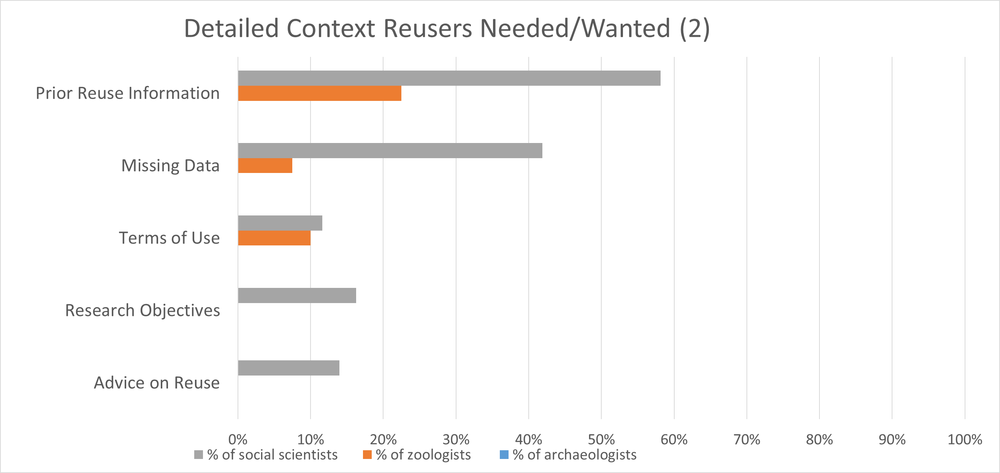 Detailed Context Reusers Needed/Wanted (2)
Prior Reuse Information
Missing Data
Terms of Use
Research Objectives
Advice on Reuse
0% 10% 20% 30% 40% 50% 60% 70% 80% 90% 100%
% of social scientists % of zoologists % of archaeologists